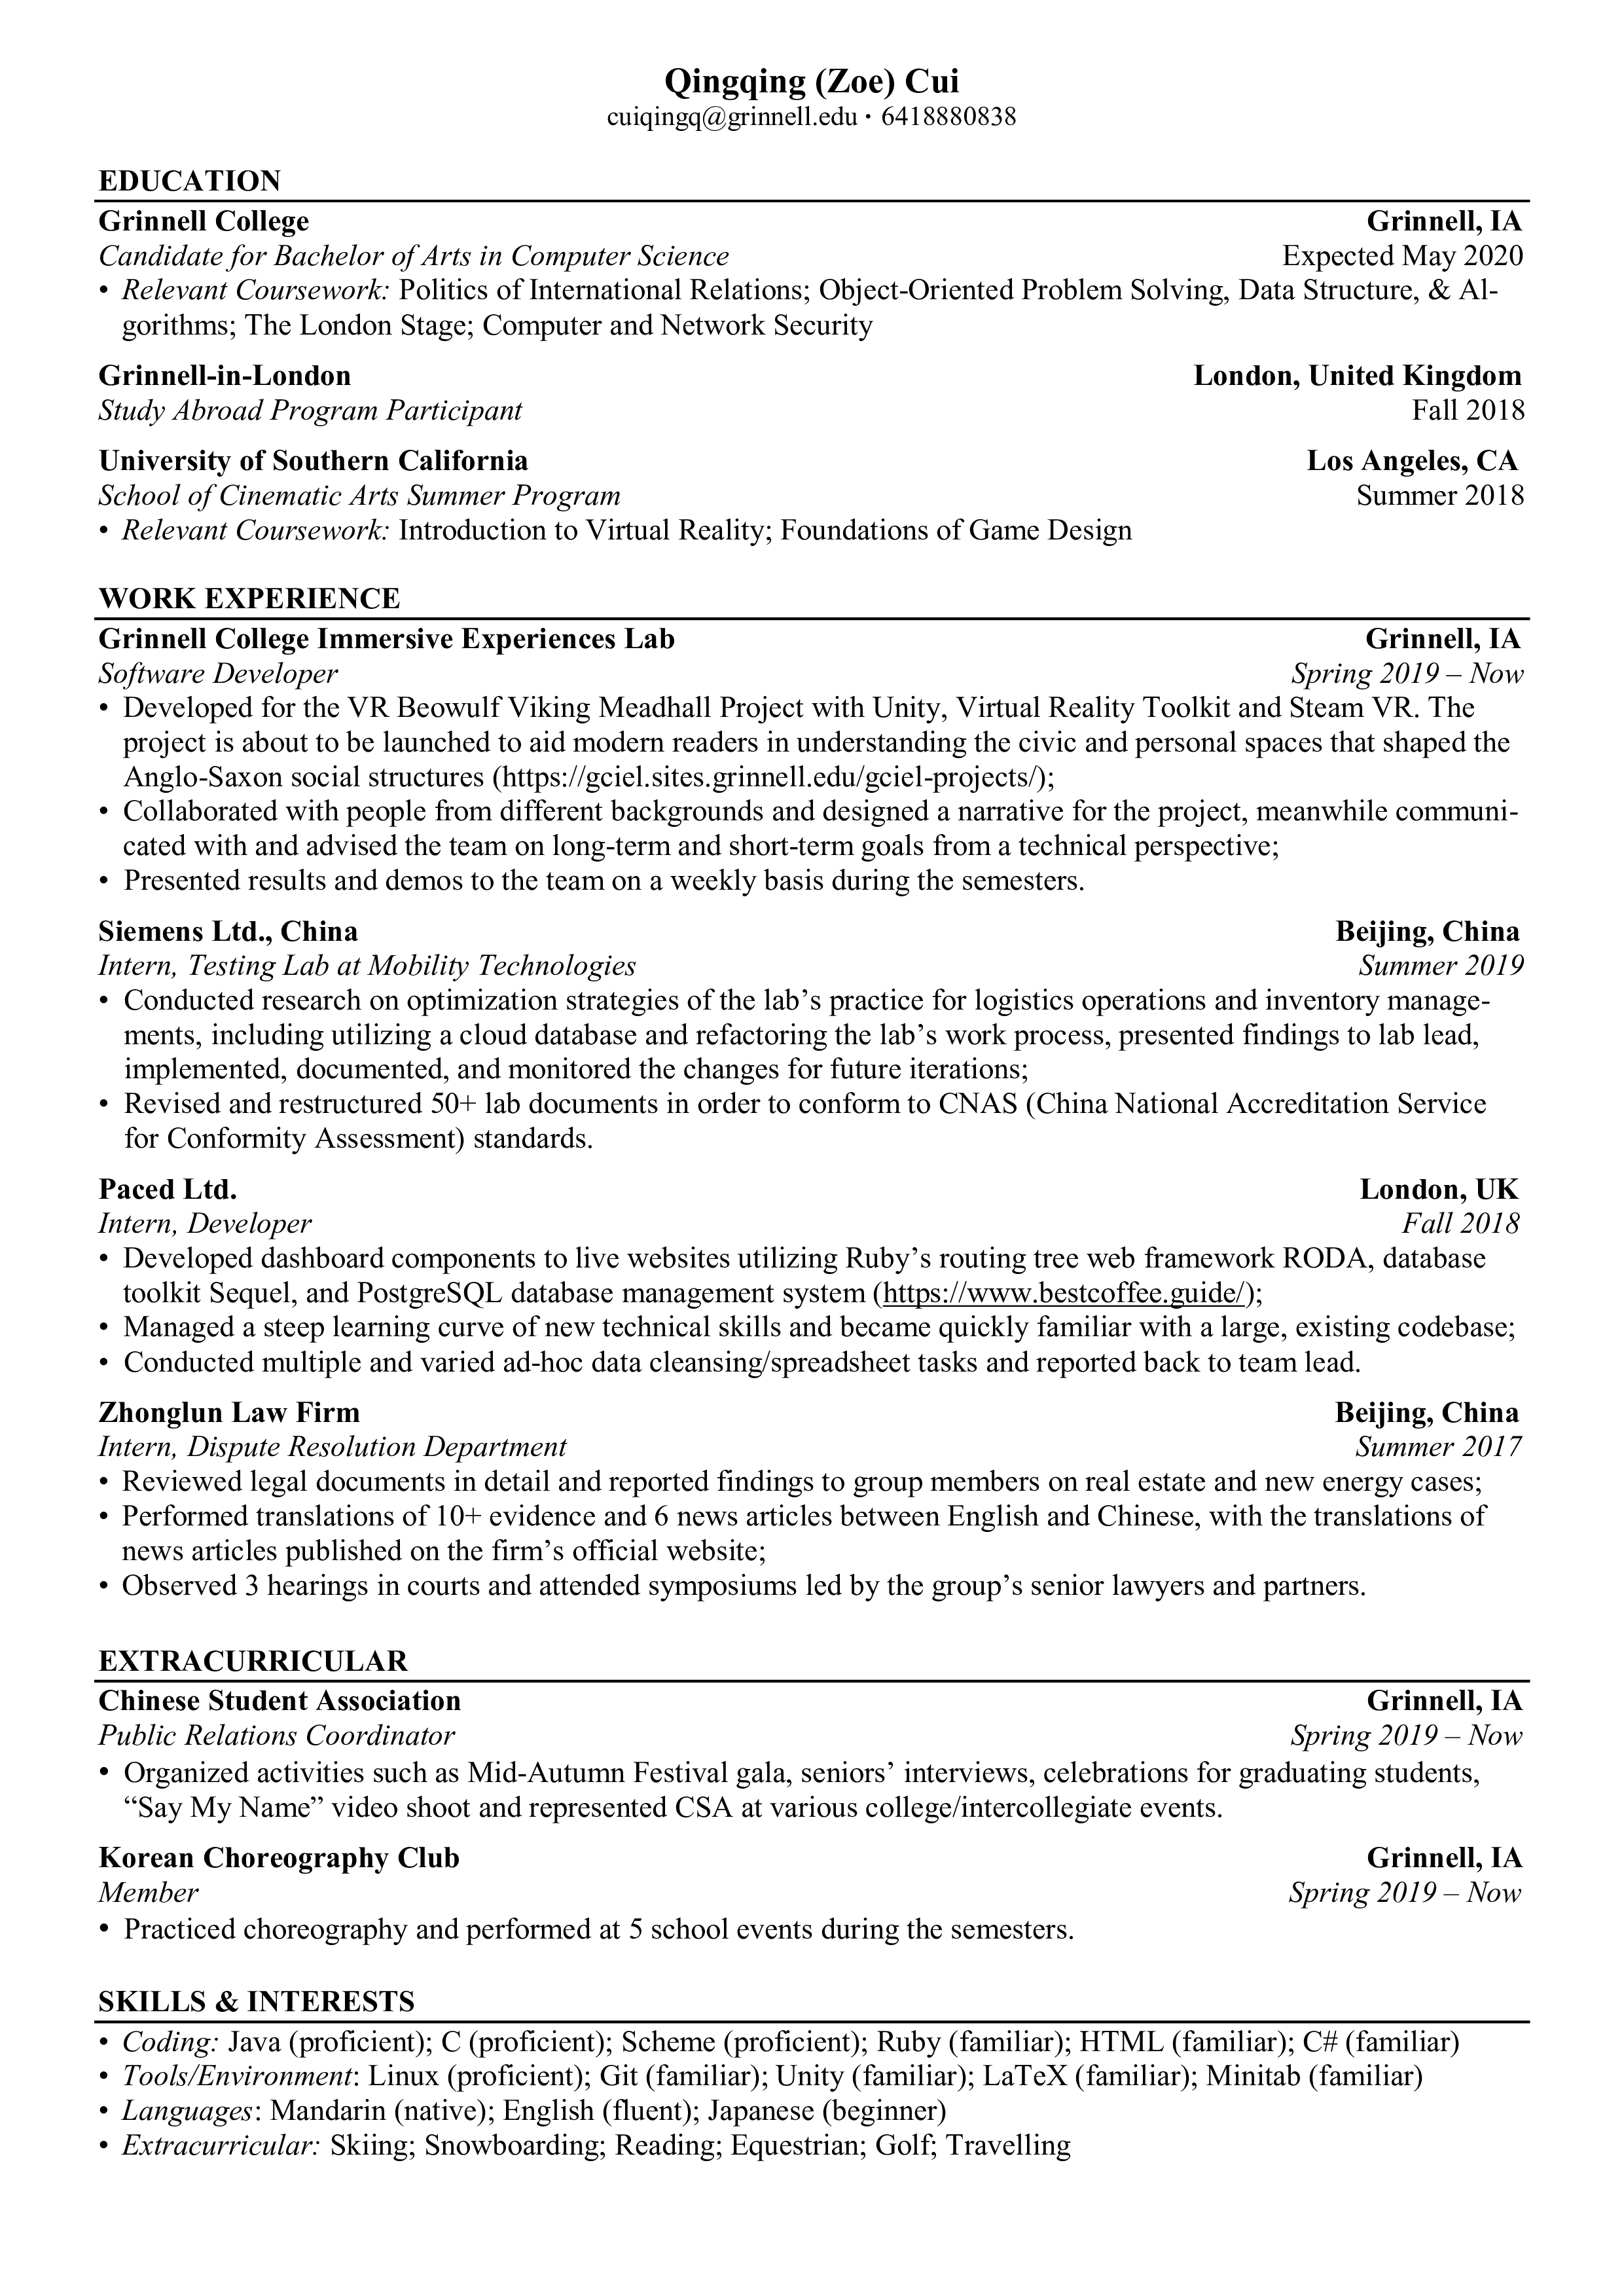 Qingqing (Zoe) Cui
cuiqingq@grinnell.edu · 6418880838
EDUCATION
Grinnell College Grinnell, IA
Candidate for Bachelor of Arts in Computer Science Expected May 2020
• Relevant Coursework: Politics of International Relations; Object-Oriented Problem Solving, Data Structure, & Al-
gorithms; The London Stage; Computer and Network Security
Grinnell-in-London London, United Kingdom
Study Abroad Program Participant Fall 2018
University of Southern California Los Angeles, CA
School of Cinematic Arts Summer Program Summer 2018
• Relevant Coursework: Introduction to Virtual Reality; Foundations of Game Design
WORK EXPERIENCE
Grinnell College Immersive Experiences Lab Grinnell, IA
Software Developer Spring 2019 – Now
• Developed for the VR Beowulf Viking Meadhall Project with Unity, Virtual Reality Toolkit and Steam VR. The
project is about to be launched to aid modern readers in understanding the civic and personal spaces that shaped the
Anglo-Saxon social structures (https://gciel.sites.grinnell.edu/gciel-projects/);
• Collaborated with people from different backgrounds and designed a narrative for the project, meanwhile communi-
cated with and advised the team on long-term and short-term goals from a technical perspective;
• Presented results and demos to the team on a weekly basis during the semesters.
Siemens Ltd., China Beijing, China
Intern, Testing Lab at Mobility Technologies Summer 2019
• Conducted research on optimization strategies of the lab’s practice for logistics operations and inventory manage-
ments, including utilizing a cloud database and refactoring the lab’s work process, presented findings to lab lead,
implemented, documented, and monitored the changes for future iterations;
• Revised and restructured 50+ lab documents in order to conform to CNAS (China National Accreditation Service
for Conformity Assessment) standards.
Paced Ltd. London, UK
Intern, Developer Fall 2018
• Developed dashboard components to live websites utilizing Ruby’s routing tree web framework RODA, database
toolkit Sequel, and PostgreSQL database management system (https://www.bestcoffee.guide/);
• Managed a steep learning curve of new technical skills and became quickly familiar with a large, existing codebase;
• Conducted multiple and varied ad-hoc data cleansing/spreadsheet tasks and reported back to team lead.
Zhonglun Law Firm Beijing, China
Intern, Dispute Resolution Department Summer 2017
• Reviewed legal documents in detail and reported findings to group members on real estate and new energy cases;
• Performed translations of 10+ evidence and 6 news articles between English and Chinese, with the translations of
news articles published on the firm’s official website;
• Observed 3 hearings in courts and attended symposiums led by the group’s senior lawyers and partners.
EXTRACURRICULAR
Chinese Student Association Grinnell, IA
Public Relations Coordinator Spring 2019 – Now
• Organized activities such as Mid-Autumn Festival gala, seniors’ interviews, celebrations for graduating students,
“Say My Name” video shoot and represented CSA at various college/intercollegiate events.
Korean Choreography Club Grinnell, IA
Member Spring 2019 – Now
• Practiced choreography and performed at 5 school events during the semesters.
SKILLS & INTERESTS
• Coding: Java (proficient); C (proficient); Scheme (proficient); Ruby (familiar); HTML (familiar); C# (familiar)
• Tools/Environment: Linux (proficient); Git (familiar); Unity (familiar); LaTeX (familiar); Minitab (familiar)
• Languages: Mandarin (native); English (fluent); Japanese (beginner)
• Extracurricular: Skiing; Snowboarding; Reading; Equestrian; Golf; Travelling